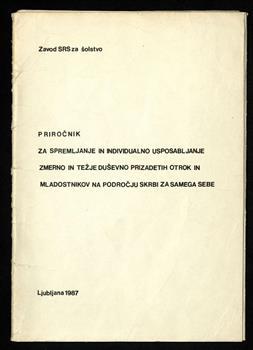 Zavod SRS za šolstvo
PRIROČNIK
ZA SPREMLJANJE IN INDIVIDUALNO USPOSABLJANJE
ZMERNO IN TEŽJE DUŠEVNO PRIZADETIH OTROK IN
MLADOSTNIKOV NA PODROČJU SKRBI ZA SAMEGA SEBE
Ljubljana 1987